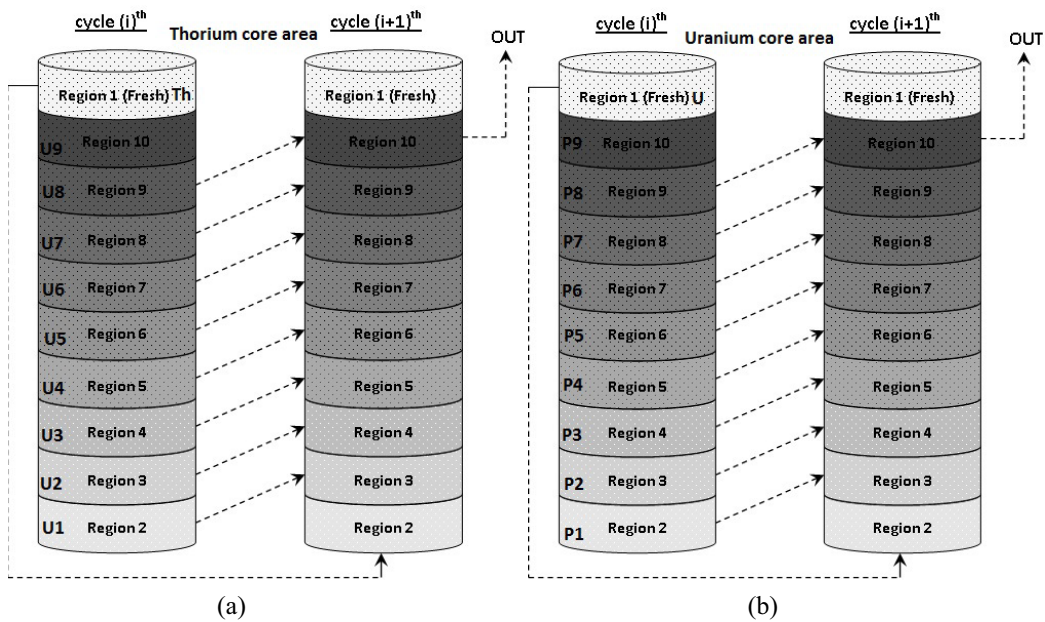 cycle (i)th
Thorium core area
cycle (i+1)th
OUT
Region 1 (Fresh) Th
Region 1 (Fresh)
U9 Region 10
Region 10
U8 Region 9
Region 9
U7 Region 8
Region 8
U6 Region 7
Region 7
U5 Region 6
Region 6
U4 Region 5
Region 5
U3 Region 4
Region 4
U2 Region 3
Region 3
U1 Region 2
Region 2
(a)
cycle (i)th
Uranium core area
cycle (i+1)th
OUT
Region 1 (Fresh) U
Region 1 (Fresh)
P9 Region 10
Region 10
P8 Region 9
Region 9
P7 Region 8
Region 8
P6 Region 7
Region 7
P5 Region 6
Region 6
P4 Region 5
Region 5
P3 Region 4
Region 4
P2 Region 3
Region 3
P1 Region 2
Region 2
(b)